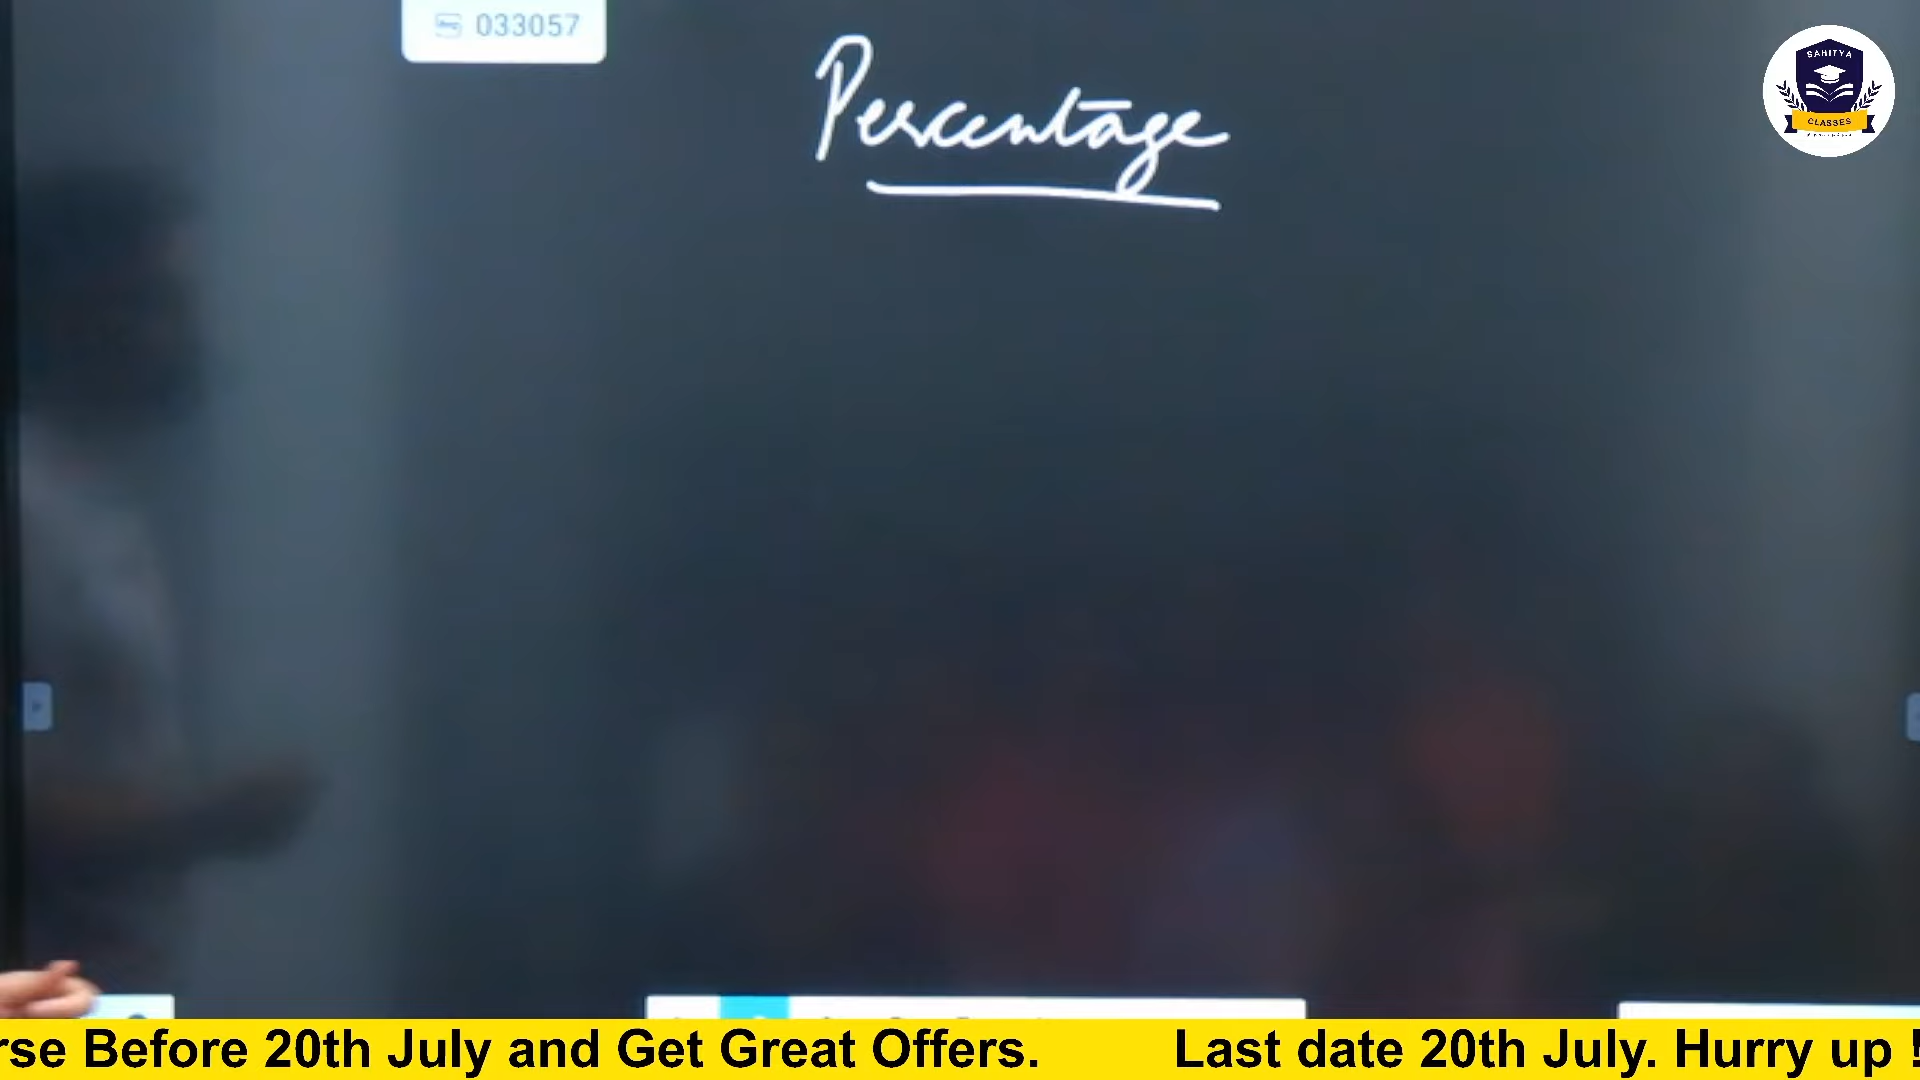 033057
Percentage
SAHITYA
CLASSES
rse Before 20th July and Get Great Offers. Last date 20th July. Hurry up !